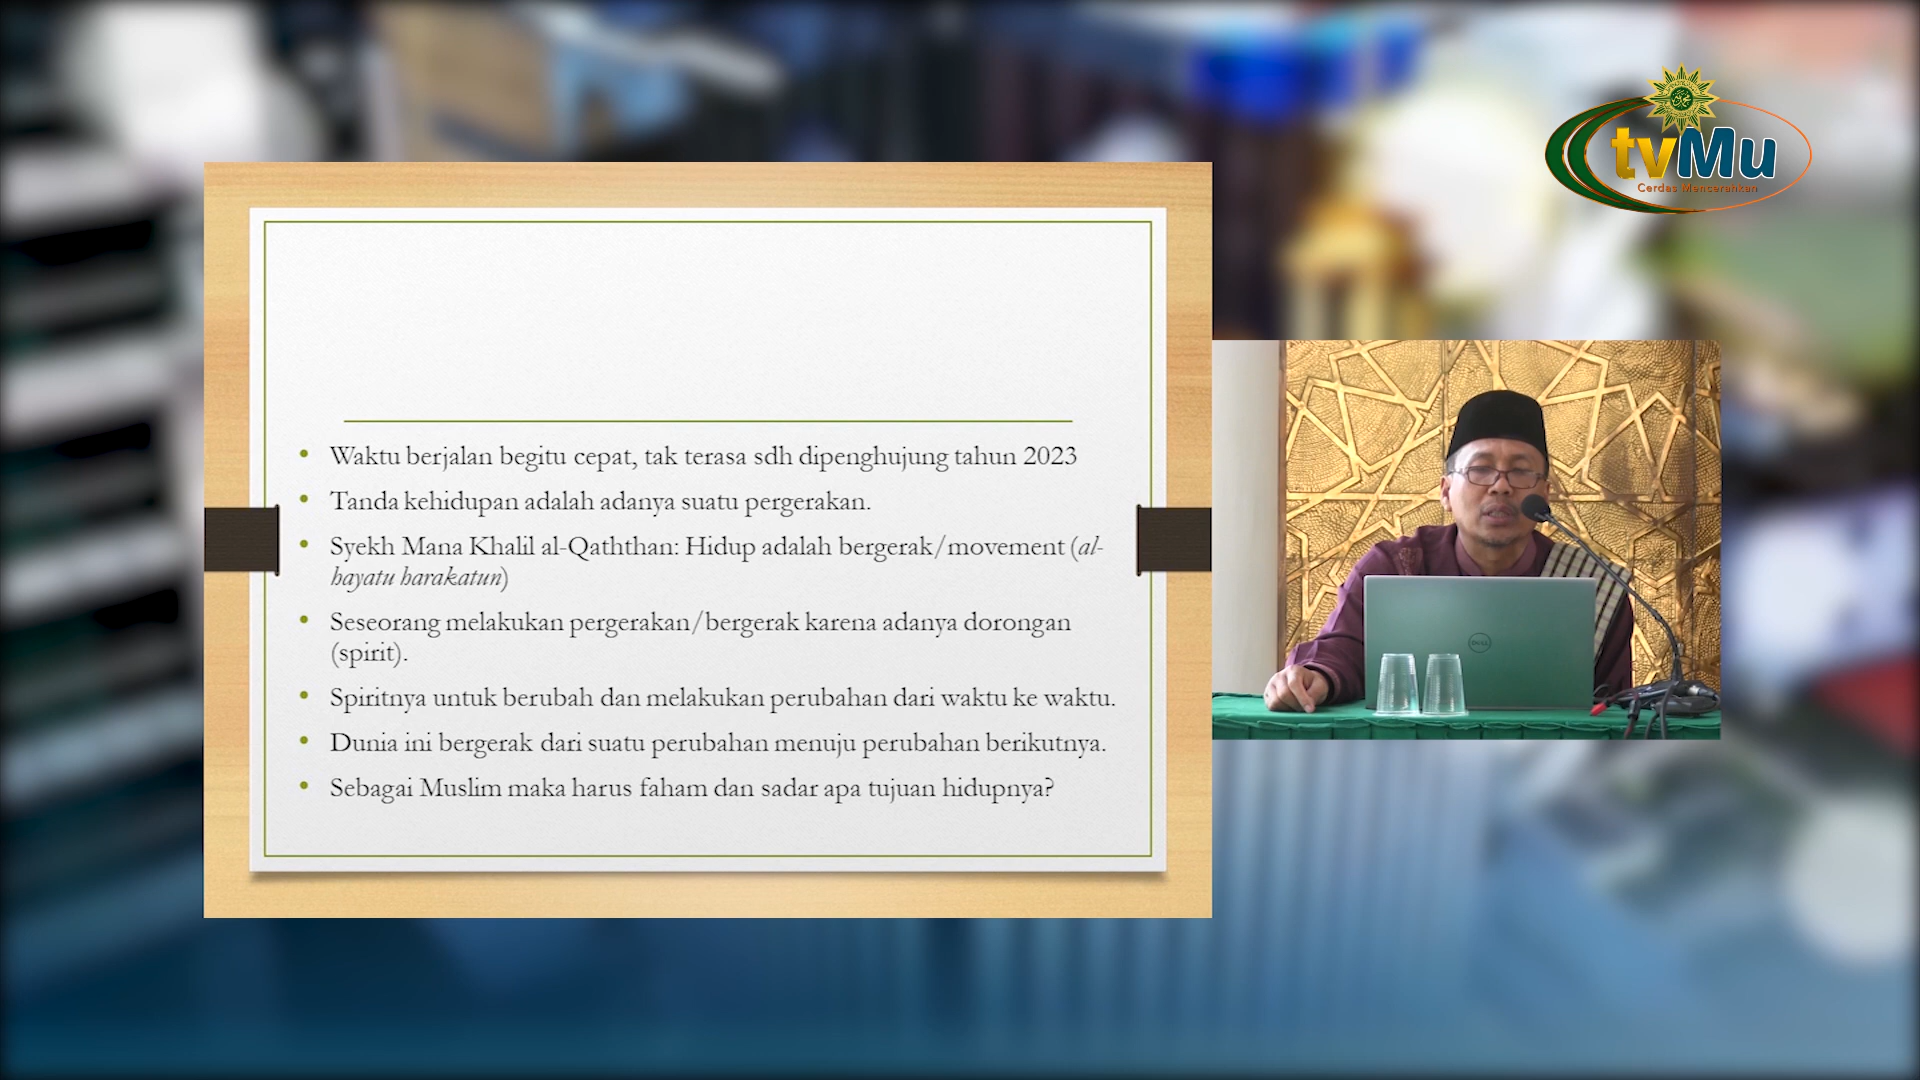 tvMu
Cerdas Mencerahkan
Waktu berjalan begitu cepat, tak terasa sdh dipenghujung tahun 2023
Tanda kehidupan adalah adanya suatu pergerakan.
Syekh Mana Khalil al-Qaththan: Hidup adalah bergerak/movement (al-
hayatu harakatun)
Seseorang melakukan pergerakan/bergerak karena adanya dorongan
(spirit).
Spiritnya untuk berubah dan melakukan perubahan dari waktu ke waktu.
Dunia ini bergerak dari suatu perubahan menuju perubahan berikutnya.
Sebagai Muslim maka harus faham dan sadar apa tujuan hidupnya?
DELL